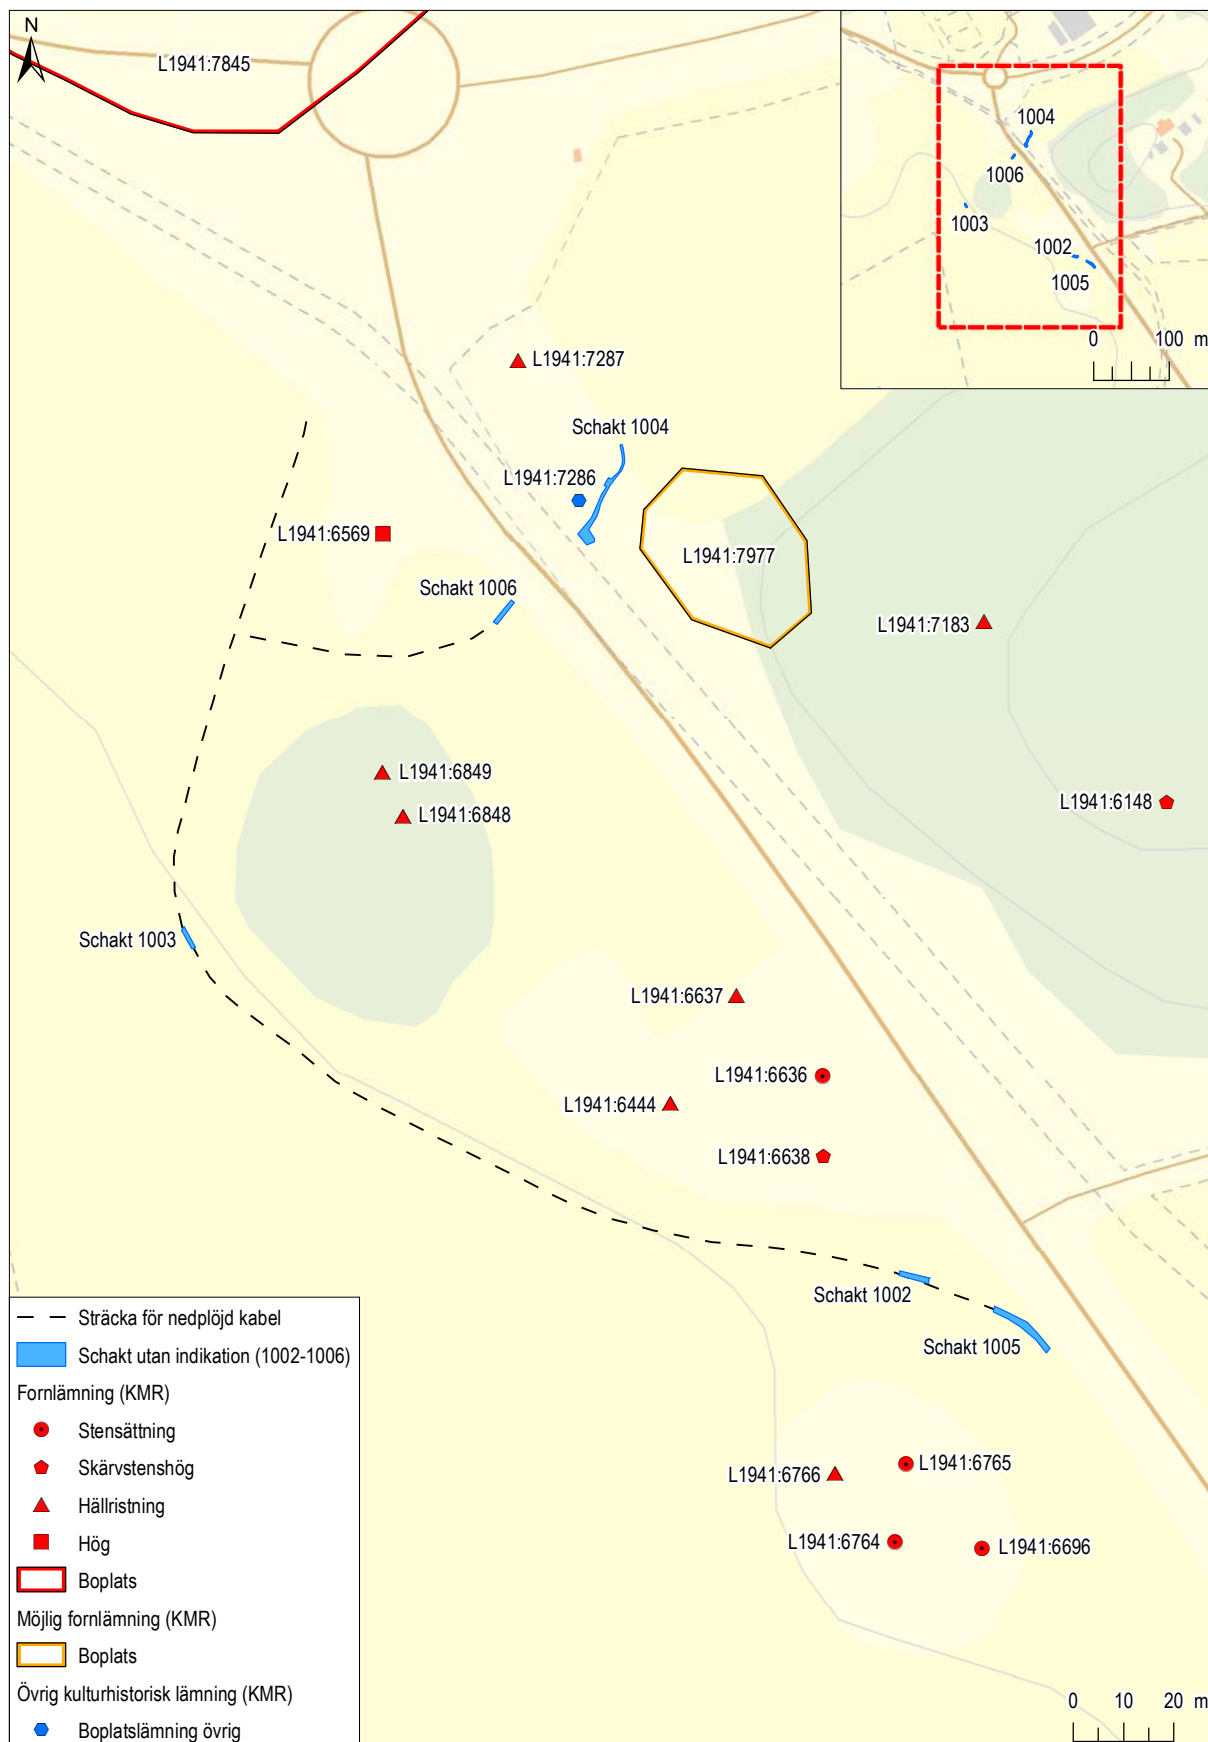 N
L1941:7845
1004
1006
1003
1002
1005
0 100 m
L1941:7287
Schakt 1004
L1941:7286
L1941:6569
L1941:7977
Schakt 1006
L1941:7183
L1941:6849
L1941:6848
L1941:6148
Schakt 1003
L1941:6637
L1941:6636
L1941:6444
L1941:6638
Schakt 1002
Schakt 1005
L1941:6765
L1941:6766
L1941:6764
L1941:6696
Sträcka för nedplöjd kabel
Schakt utan indikation (1002-1006)
Fornlämning (KMR)
Stensättning
Skärvstenshög
Hällristning
Hög
Boplats
Möjlig fornlämning (KMR)
Boplats
Övrig kulturhistorisk lämning (KMR)
Boplatslämning övrig
0 10 20 m